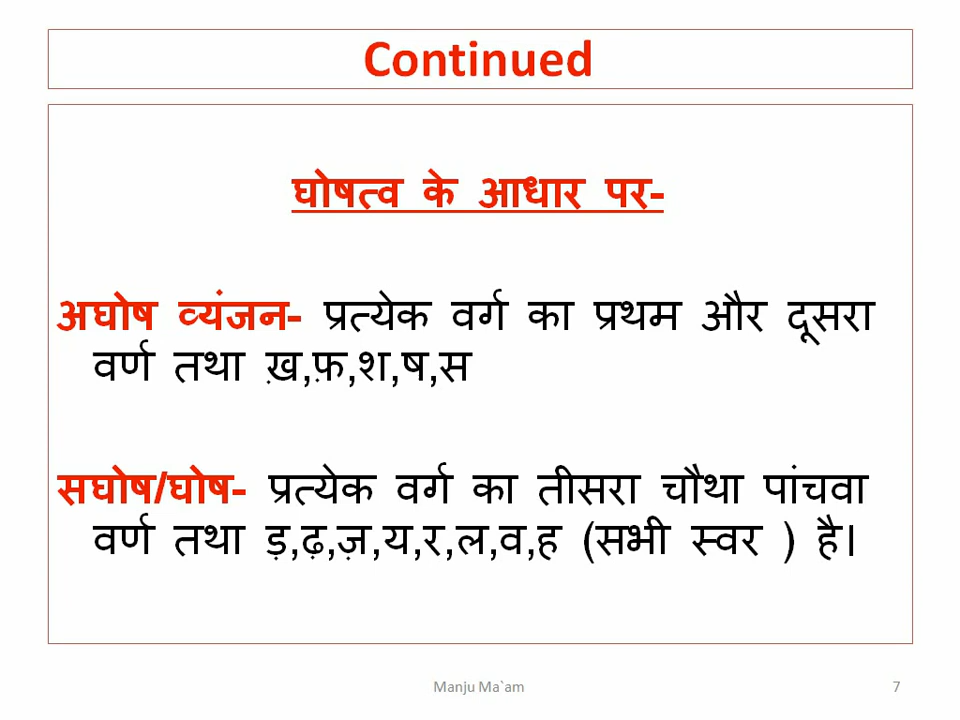 Continued
घोषत्व के आधार पर-
अघोष व्यंजन- प्रत्येक वर्ग का प्रथम और दूसरा
वर्ण तथा ख़,फ़,श,ष,स
सघोष/घोष- प्रत्येक वर्ग का तीसरा चौथा पांचवा
वर्ण तथा ड़,ढ़,ज़,य,र,ल,व,ह (सभी स्वर ) है।
Manju Ma`am
7